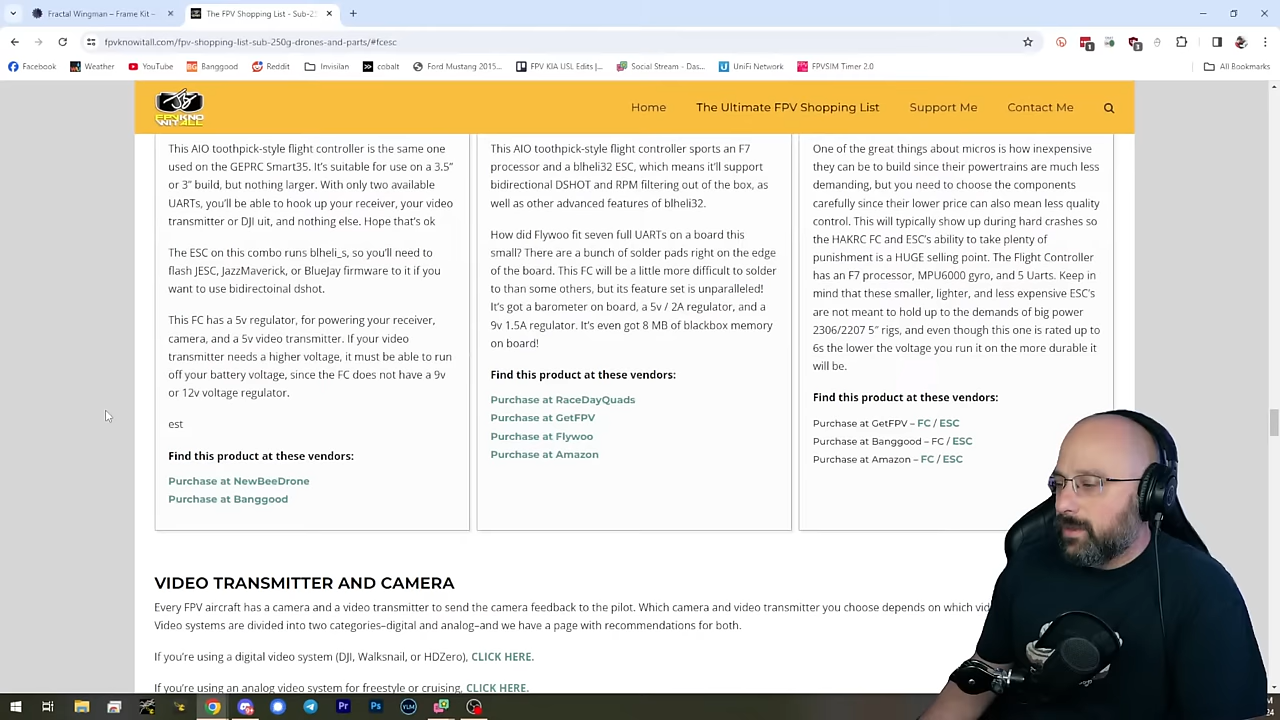 Fractal Wingman – Frame Kit –
The FPV Shopping List - Sub-25
fpvknowitall.com/fpv-shopping-list-sub-250g-drones-and-parts/#fcesc
Facebook
Weather
YouTube
Banggood
Reddit
Invisilan
cobalt
Ford Mustang 2015...
FPV KIA USL Edits |...
Social Stream - Das...
UniFi Network
FPVSIM Timer 2.0
All Bookmarks
FPVKNO
WITALL
Home
The Ultimate FPV Shopping List
Support Me
Contact Me
This AIO toothpick-style flight controller is the same one
used on the GEPRC Smart35. It's suitable for use on a 3.5"
or 3" build, but nothing larger. With only two available
UARTs, you'll be able to hook up your receiver, your video
transmitter or DJI uit, and nothing else. Hope that's ok
The ESC on this combo runs blheli_s, so you'll need to
flash JESC, JazzMaverick, or BlueJay firmware to it if you
want to use bidirectoinal dshot.
This FC has a 5v regulator, for powering your receiver,
camera, and a 5v video transmitter. If your video
transmitter needs a higher voltage, it must be able to run
off your battery voltage, since the FC does not have a 9v
or 12v voltage regulator.
est
Find this product at these vendors:
Purchase at NewBeeDrone
Purchase at Banggood
This AIO toothpick-style flight controller sports an F7
processor and a blheli32 ESC, which means it'll support
bidirectional DSHOT and RPM filtering out of the box, as
well as other advanced features of blheli32.
How did Flywoo fit seven full UARTs on a board this
small? There are a bunch of solder pads right on the edge
of the board. This FC will be a little more difficult to solder
to than some others, but its feature set is unparalleled!
It's got a barometer on board, a 5v / 2A regulator, and a
9v 1.5A regulator. It's even got 8 MB of blackbox memory
on board!
Find this product at these vendors:
Purchase at RaceDayQuads
Purchase at GetFPV
Purchase at Flywoo
Purchase at Amazon
One of the great things about micros is how inexpensive
they can be to build since their powertrains are much less
demanding, but you need to choose the components
carefully since their lower price can also mean less quality
control. This will typically show up during hard crashes so
the HAKRC FC and ESC's ability to take plenty of
punishment is a HUGE selling point. The Flight Controller
has an F7 processor, MPU6000 gyro, and 5 Uarts. Keep in
mind that these smaller, lighter, and less expensive ESC's
are not meant to hold up to the demands of big power
2306/2207 5" rigs, and even though this one is rated up to
6s the lower the voltage you run it on the more durable it
will be.
Find this product at these vendors:
Purchase at GetFPV – FC / ESC
Purchase at Banggood – FC / ESC
Purchase at Amazon – FC / ESC
VIDEO TRANSMITTER AND CAMERA
Every FPV aircraft has a camera and a video transmitter to send the camera feedback to the pilot. Which camera and video transmitter you choose depends on which vid
Video systems are divided into two categories–digital and analog–and we have a page with recommendations for both.
If you're using a digital video system (DJI, Walksnail, or HDZero), CLICK HERE.
If you're using an analog video system for freestyle or cruising, CLICK HERE.